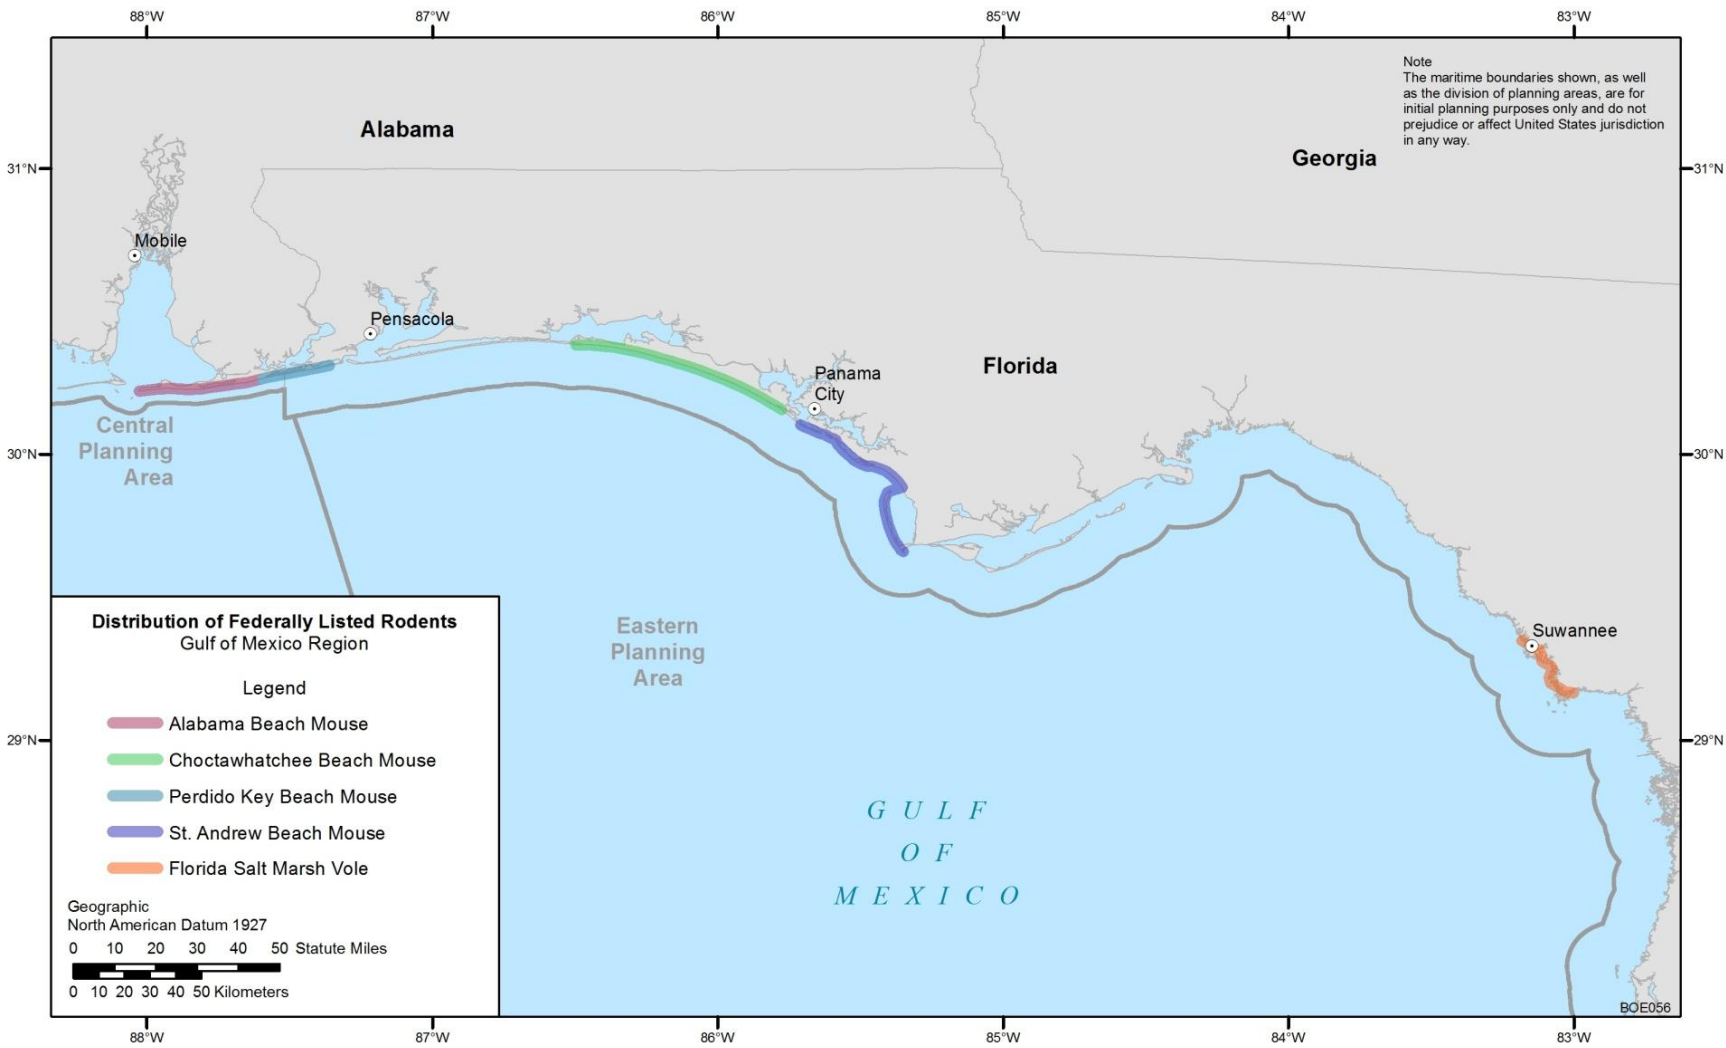 88°W 87°W 86°W 85°W 84°W 83°W
Note
The maritime boundaries shown, as well
as the division of planning areas, are for
initial planning purposes only and do not
prejudice or affect United States jurisdiction
in any way.
Alabama
Georgia
31°N 31°N
Mobile
Pensacola
Florida
Panama
City
Central
Planning
Area
30°N 30°N
Eastern
Planning
Area
Suwannee
29°N 29°N
GULF
OF
MEXICO
Distribution of Federally Listed Rodents
Gulf of Mexico Region
Legend
Alabama Beach Mouse
Choctawhatchee Beach Mouse
Perdido Key Beach Mouse
St. Andrew Beach Mouse
Florida Salt Marsh Vole
Geographic
North American Datum 1927
0 10 20 30 40 50 Statute Miles
0 10 20 30 40 50 Kilometers
BOE056
88°W 87°W 86°W 85°W 84°W 83°W